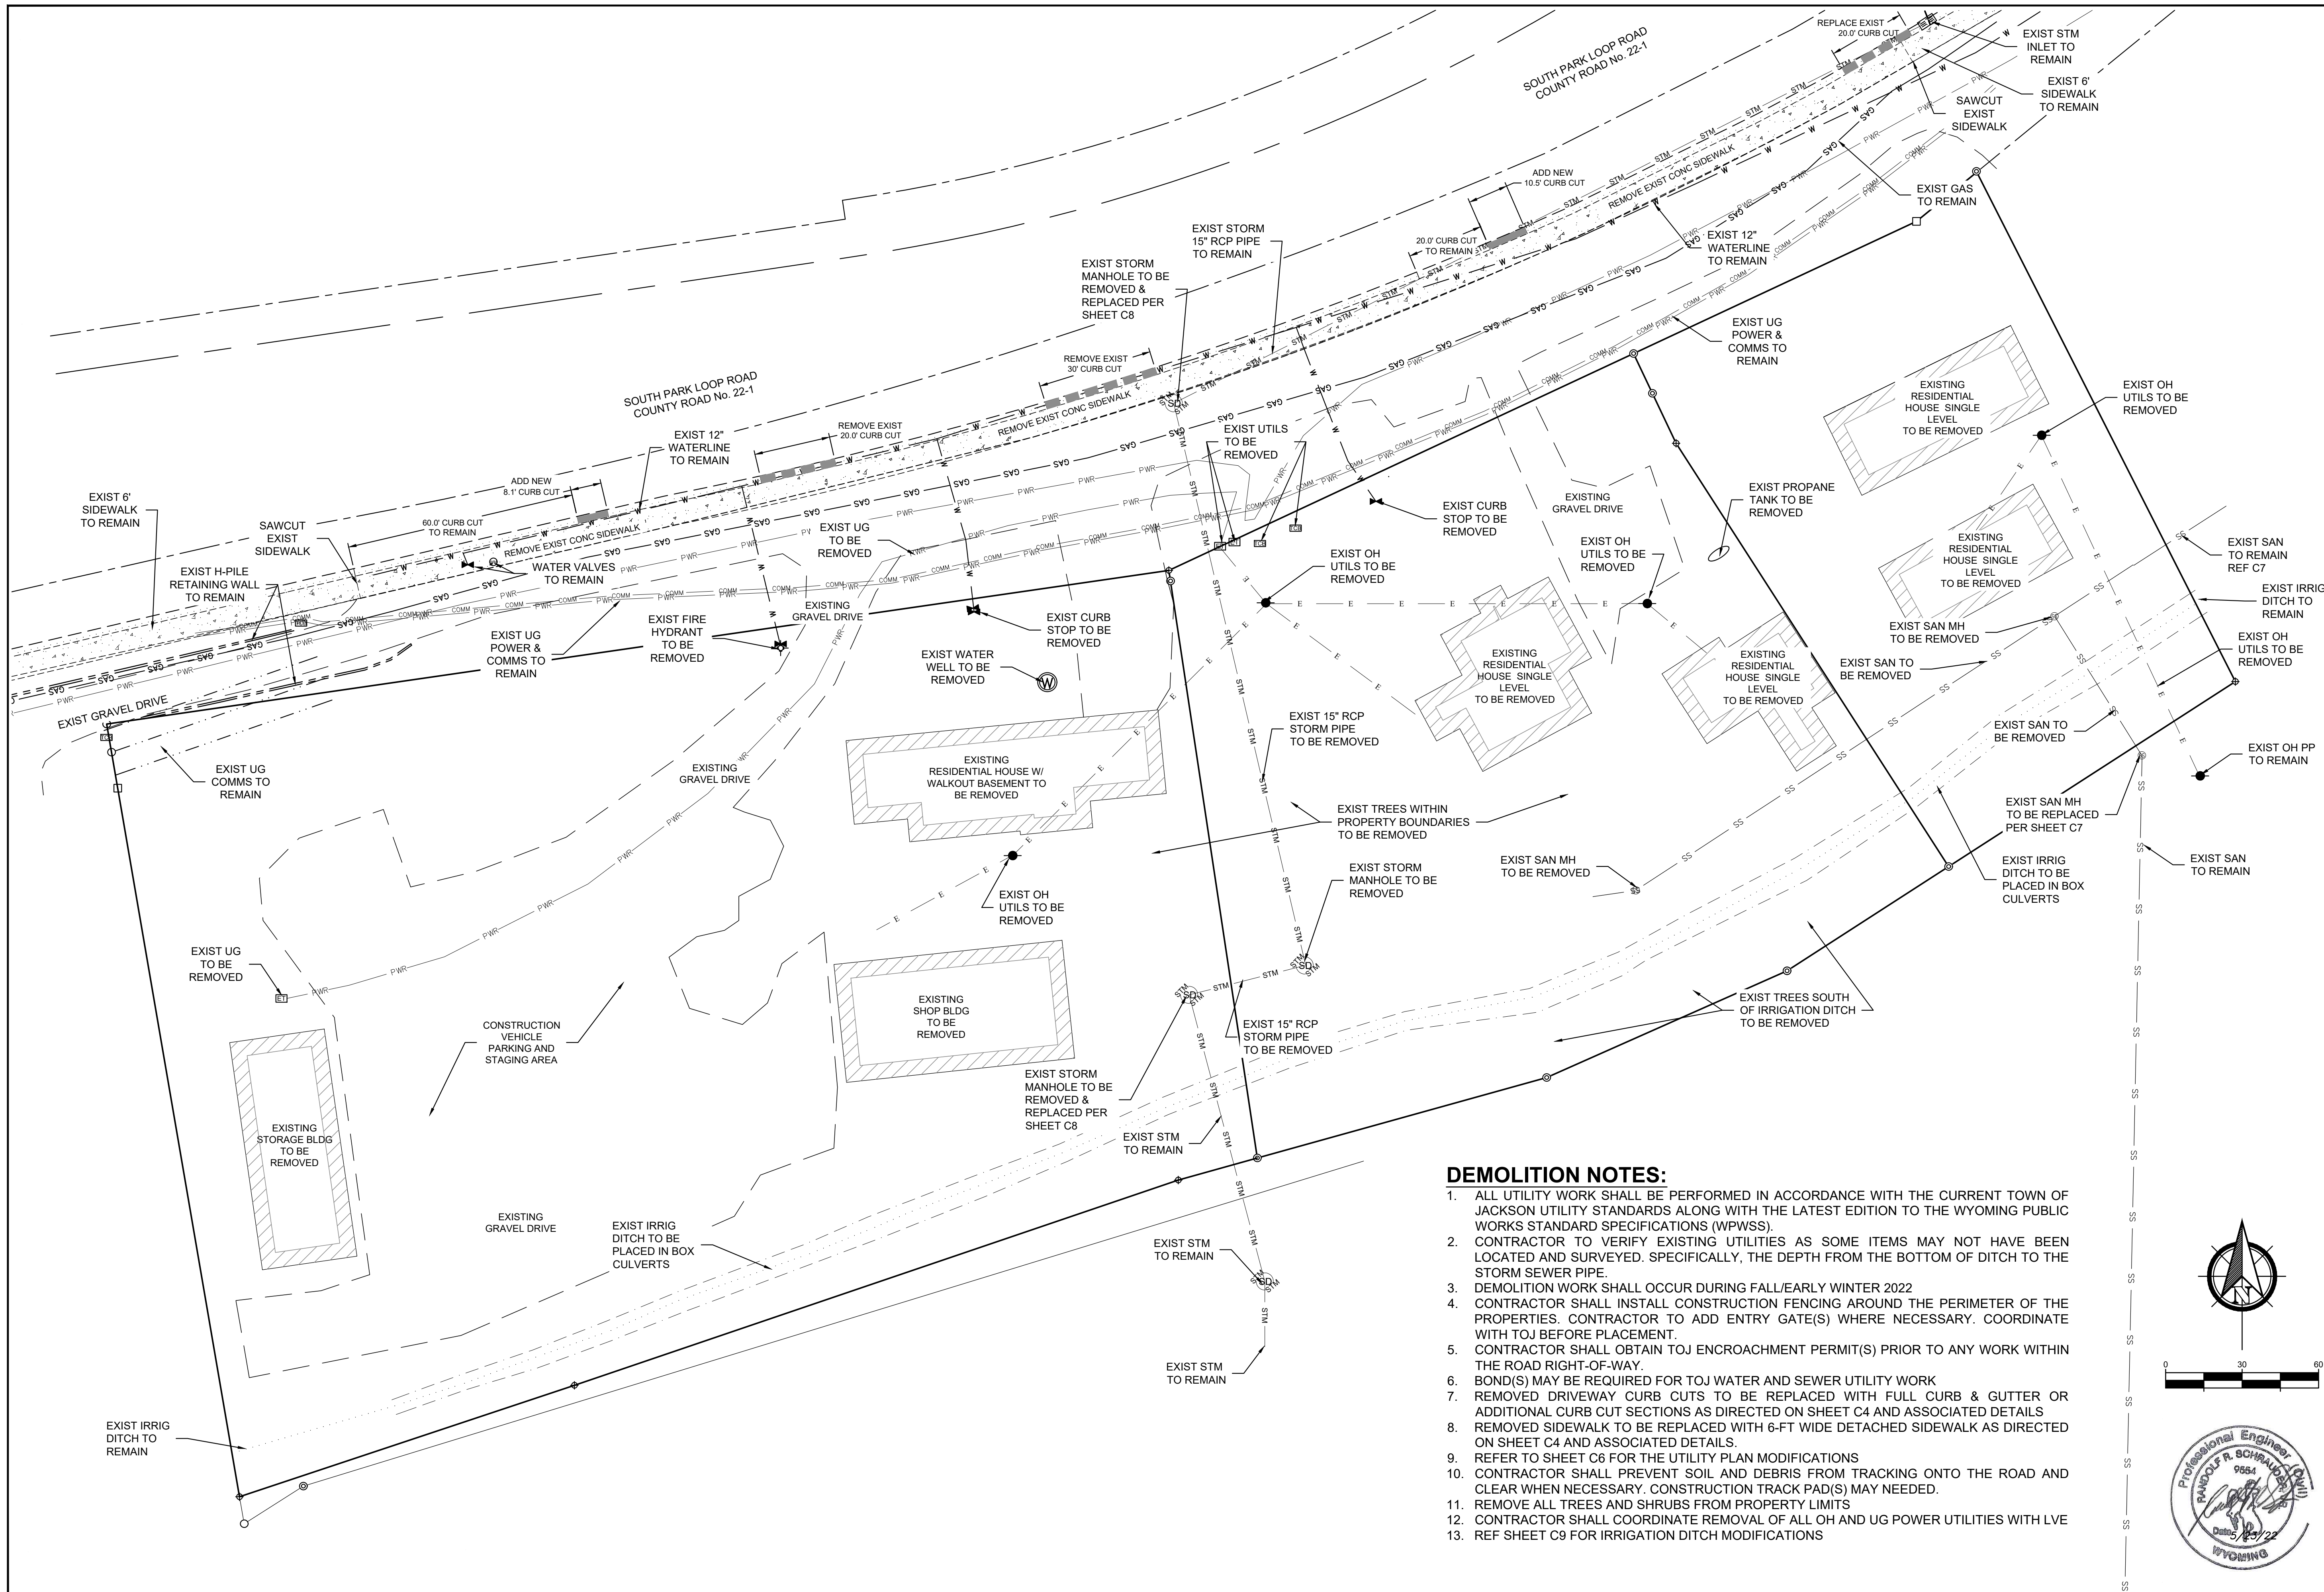 REPLACE EXIST
20.0' CURB CUT
SOUTH PARK LOOP ROAD
COUNTY ROAD No. 22-1
EXIST STM
INLET TO
REMAIN
EXIST 6'
SIDEWALK
TO REMAIN
SAWCUT
EXIST
SIDEWALK
ADD NEW
10.5' CURB CUT
REMOVE EXIST CONC SIDEWALK
EXIST GAS
TO REMAIN
EXIST STORM
15" RCP PIPE
TO REMAIN
20.0' CURB CUT
TO REMAIN
EXIST 12"
WATERLINE
TO REMAIN
EXIST STORM
MANHOLE TO BE
REMOVED &
REPLACED PER
SHEET C8
EXIST UG
POWER &
COMMS TO
REMAIN
REMOVE EXIST
30' CURB CUT
SOUTH PARK LOOP ROAD
COUNTY ROAD No. 22-1
REMOVE EXIST CONC SIDEWALK
EXISTING
RESIDENTIAL
HOUSE SINGLE
LEVEL
TO BE REMOVED
EXIST OH
UTILS TO BE
REMOVED
REMOVE EXIST
20.0' CURB CUT
EXIST 12"
WATERLINE
TO REMAIN
EXIST UTILS
TO BE
REMOVED
ADD NEW
8.1' CURB CUT
EXIST 6'
SIDEWALK
TO REMAIN
SAWCUT
EXIST
SIDEWALK
60.0' CURB CUT
TO REMAIN
REMOVE EXIST CONC SIDEWALK
EXIST UG
TO BE
REMOVED
EXIST CURB
STOP TO BE
REMOVED
EXISTING
GRAVEL DRIVE
EXIST PROPANE
TANK TO BE
REMOVED
EXIST H-PILE
RETAINING WALL
TO REMAIN
WATER VALVES
TO REMAIN
EXIST OH
UTILS TO BE
REMOVED
EXIST OH
UTILS TO BE
REMOVED
EXISTING
RESIDENTIAL
HOUSE SINGLE
LEVEL
TO BE REMOVED
EXIST SAN
TO REMAIN
REF C7
EXIST IRRIG
DITCH TO
REMAIN
EXISTING
GRAVEL DRIVE
EXIST FIRE
HYDRANT
TO BE
REMOVED
EXIST UG
POWER &
COMMS TO
REMAIN
EXIST CURB
STOP TO BE
REMOVED
EXIST WATER
WELL TO BE
REMOVED
W
EXIST SAN MH
TO BE REMOVED
EXIST OH
UTILS TO BE
REMOVED
EXISTING
RESIDENTIAL
HOUSE SINGLE
LEVEL
TO BE REMOVED
EXISTING
RESIDENTIAL
HOUSE SINGLE
LEVEL
TO BE REMOVED
EXIST SAN TO
BE REMOVED
EXIST GRAVEL DRIVE
EXIST UG
COMMS TO
REMAIN
EXISTING
GRAVEL DRIVE
EXISTING
RESIDENTIAL HOUSE W/
WALKOUT BASEMENT TO
BE REMOVED
EXIST 15" RCP
STORM PIPE
TO BE REMOVED
EXIST SAN TO
BE REMOVED
EXIST OH PP
TO REMAIN
EXIST TREES WITHIN
PROPERTY BOUNDARIES
TO BE REMOVED
EXIST SAN MH
TO BE REPLACED
PER SHEET C7
EXIST STORM
MANHOLE TO BE
REMOVED
EXIST SAN MH
TO BE REMOVED
EXIST IRRIG
DITCH TO BE
PLACED IN BOX
CULVERTS
EXIST SAN
TO REMAIN
EXIST OH
UTILS TO BE
REMOVED
EXIST UG
TO BE
REMOVED
ET
EXISTING
SHOP BLDG
TO BE
REMOVED
EXIST TREES SOUTH
OF IRRIGATION DITCH
TO BE REMOVED
CONSTRUCTION
VEHICLE
PARKING AND
STAGING AREA
EXIST 15" RCP
STORM PIPE
TO BE REMOVED
EXIST STORM
MANHOLE TO BE
REMOVED &
REPLACED PER
SHEET C8
EXISTING
STORAGE BLDG
TO BE
REMOVED
EXIST STM
TO REMAIN
EXISTING
GRAVEL DRIVE
EXIST IRRIG
DITCH TO BE
PLACED IN BOX
CULVERTS
EXIST STM
TO REMAIN
EXIST STM
TO REMAIN
EXIST IRRIG
DITCH TO
REMAIN
DEMOLITION NOTES:
1. ALL UTILITY WORK SHALL BE PERFORMED IN ACCORDANCE WITH THE CURRENT TOWN OF
JACKSON UTILITY STANDARDS ALONG WITH THE LATEST EDITION TO THE WYOMING PUBLIC
WORKS STANDARD SPECIFICATIONS (WPWSS).
2. CONTRACTOR TO VERIFY EXISTING UTILITIES AS SOME ITEMS MAY NOT HAVE BEEN
LOCATED AND SURVEYED. SPECIFICALLY, THE DEPTH FROM THE BOTTOM OF DITCH TO THE
STORM SEWER PIPE.
3. DEMOLITION WORK SHALL OCCUR DURING FALL/EARLY WINTER 2022
4. CONTRACTOR SHALL INSTALL CONSTRUCTION FENCING AROUND THE PERIMETER OF THE
PROPERTIES. CONTRACTOR TO ADD ENTRY GATE(S) WHERE NECESSARY. COORDINATE
WITH TOJ BEFORE PLACEMENT.
5. CONTRACTOR SHALL OBTAIN TOJ ENCROACHMENT PERMIT(S) PRIOR TO ANY WORK WITHIN
THE ROAD RIGHT-OF-WAY.
6. BOND(S) MAY BE REQUIRED FOR TOJ WATER AND SEWER UTILITY WORK
7. REMOVED DRIVEWAY CURB CUTS TO BE REPLACED WITH FULL CURB & GUTTER OR
ADDITIONAL CURB CUT SECTIONS AS DIRECTED ON SHEET C4 AND ASSOCIATED DETAILS
8. REMOVED SIDEWALK TO BE REPLACED WITH 6-FT WIDE DETACHED SIDEWALK AS DIRECTED
ON SHEET C4 AND ASSOCIATED DETAILS.
9. REFER TO SHEET C6 FOR THE UTILITY PLAN MODIFICATIONS
10. CONTRACTOR SHALL PREVENT SOIL AND DEBRIS FROM TRACKING ONTO THE ROAD AND
CLEAR WHEN NECESSARY. CONSTRUCTION TRACK PAD(S) MAY NEEDED.
11. REMOVE ALL TREES AND SHRUBS FROM PROPERTY LIMITS
12. CONTRACTOR SHALL COORDINATE REMOVAL OF ALL OH AND UG POWER UTILITIES WITH LVE
13. REF SHEET C9 FOR IRRIGATION DITCH MODIFICATIONS
N
0 30 60
Professional Engineer (Civil)
RANDOLF R.
9554
Date 5/23/22
WYOMING